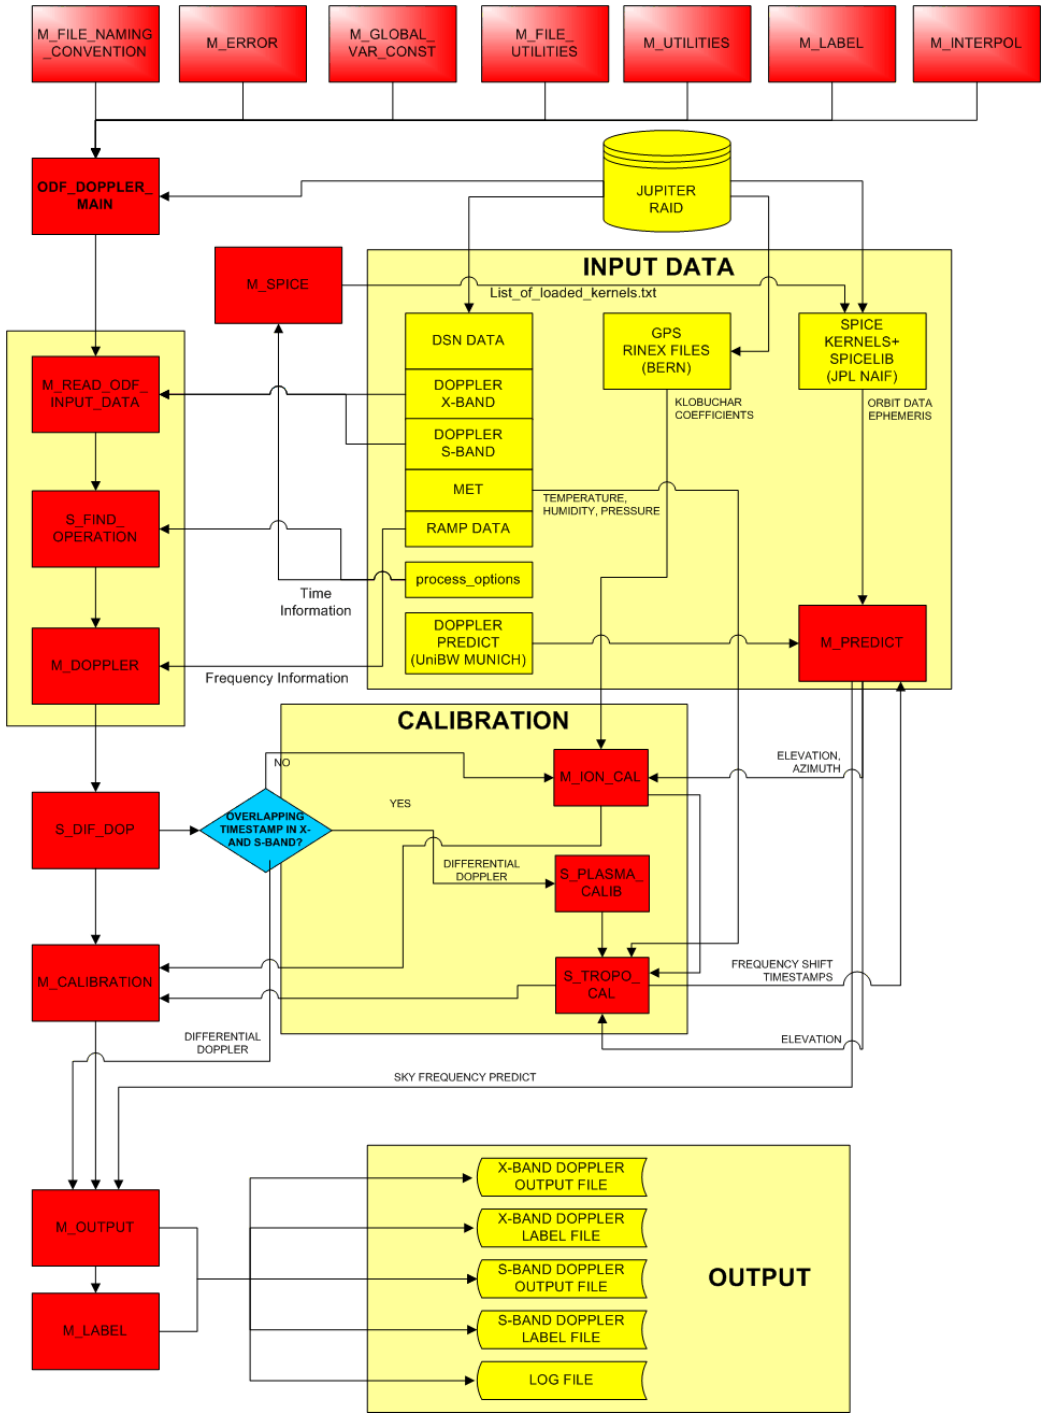 M_FILE_NAMING
_CONVENTION
M_ERROR
M_GLOBAL_
VAR_CONST
M_FILE_
UTILITIES
M_UTILITIES
M_LABEL
M_INTERPOL
ODF_DOPPLER_
MAIN
JUPITER
RAID
M_SPICE
INPUT DATA
List_of_loaded_kernels.txt
DSN DATA
GPS
RINEX FILES
(BERN)
SPICE
KERNELS+
SPICELIB
(JPL NAIF)
M_READ_ODF_
INPUT_DATA
DOPPLER
X-BAND
KLOBUCHAR
COEFFICIENTS
ORBIT DATA
EPHEMERIS
DOPPLER
S-BAND
MET
TEMPERATURE,
HUMIDITY, PRESSURE
S_FIND_
OPERATION
RAMP DATA
process_options
Time
Information
DOPPLER
PREDICT
(UniBW MUNICH)
M_PREDICT
M_DOPPLER
Frequency Information
CALIBRATION
NO
M_ION_CAL
ELEVATION,
AZIMUTH
YES
S_DIF_DOP
OVERLAPPING
TIMESTAMP IN X-
AND S-BAND?
DIFFERENTIAL
DOPPLER
S_PLASMA_
CALIB
M_CALIBRATION
S_TROPO_
CAL
FREQUENCY SHIFT
TIMESTAMPS
DIFFERENTIAL
DOPPLER
ELEVATION
SKY FREQUENCY PREDICT
X-BAND DOPPLER
OUTPUT FILE
M_OUTPUT
X-BAND DOPPLER
LABEL FILE
S-BAND DOPPLER
OUTPUT FILE
OUTPUT
M_LABEL
S-BAND DOPPLER
LABEL FILE
LOG FILE